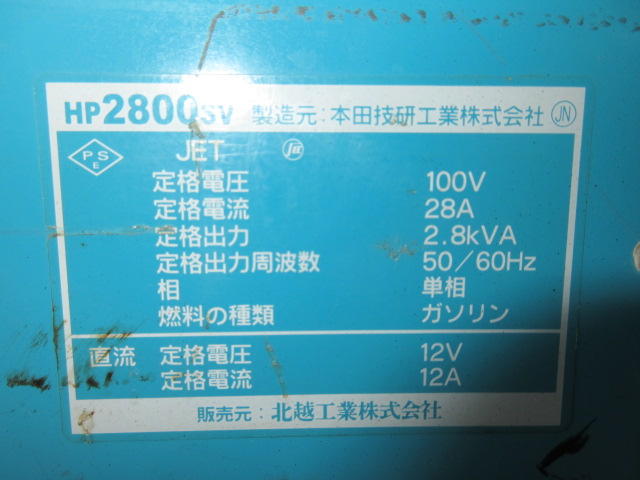 HP2800SV 製造元：本田技研工業株式会社 JN
PSE JET
定格電圧 100V
定格電流 28A
定格出力 2.8kVA
定格出力周波数 50／60Hz
相 単相
燃料の種類 ガソリン
直流 定格電圧 12V
定格電流 12A
販売元：北越工業株式会社